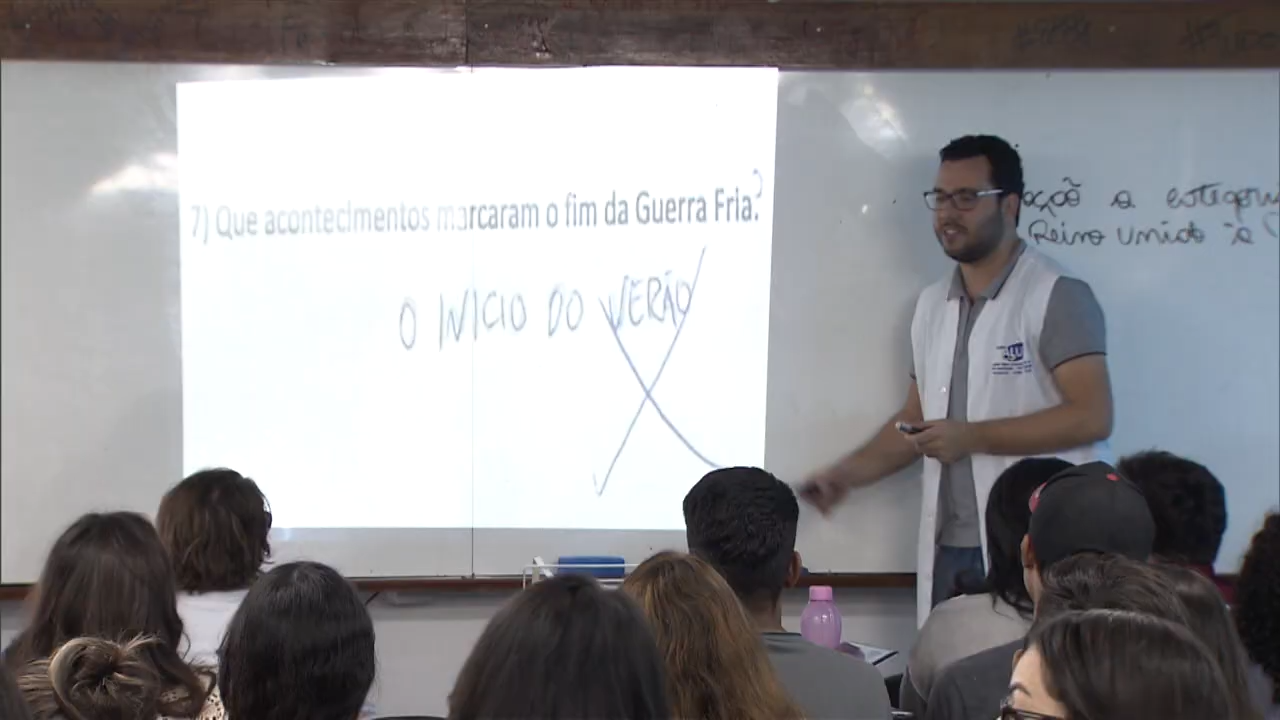 7) Que acontecimentos marcaram o fim da Guerra Fria?
O INÍCIO DO VERÃO
a
Reino Unido